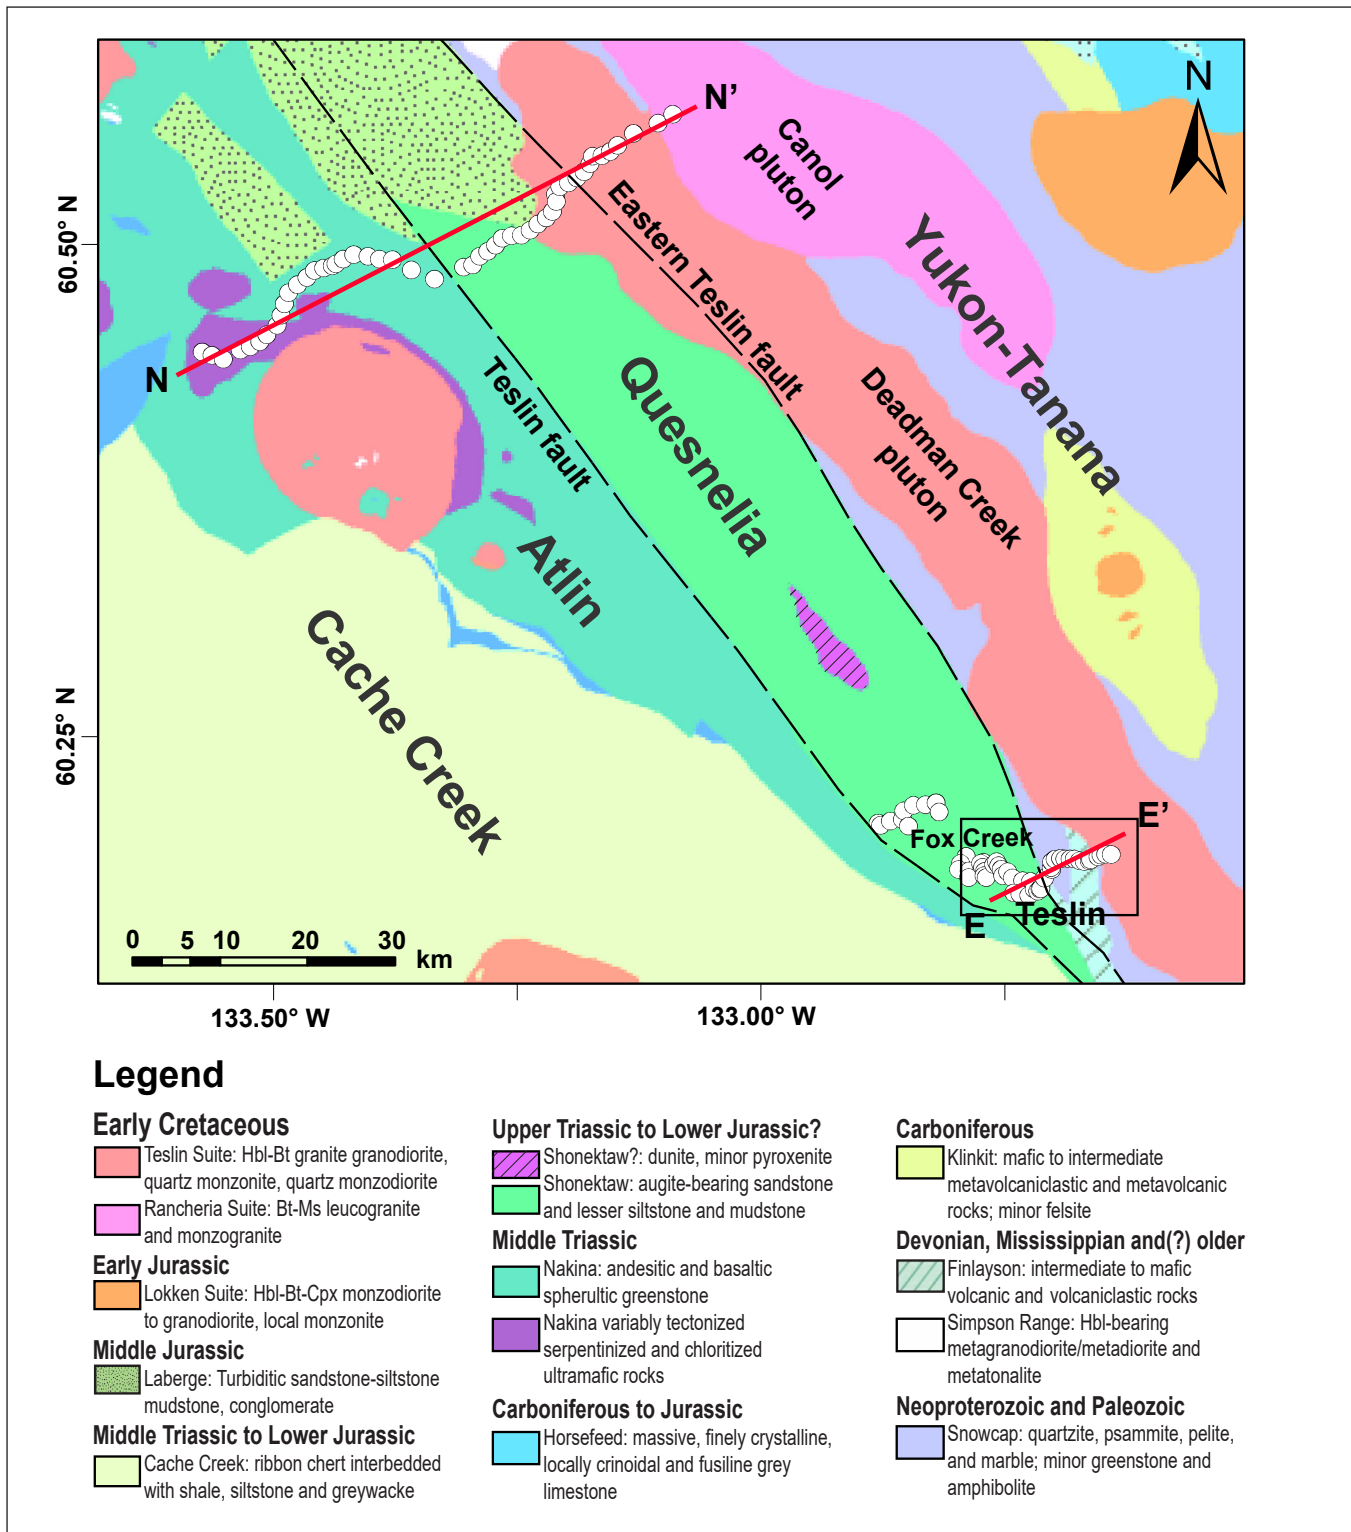 N
N'
Canol
pluton
Yukon-Tanana
Eastern Teslin fault
60.50° N
N
Quesnelia
Teslin fault
Deadman Creek
pluton
Atlin
Cache Creek
60.25° N
Fox Creek
E'
E
Teslin
0 5 10 20 30
km
133.50° W
133.00° W
Legend
Early Cretaceous
Teslin Suite: Hbl-Bt granite granodiorite,
quartz monzonite, quartz monzodiorite
Rancheria Suite: Bt-Ms leucogranite
and monzogranite
Early Jurassic
Lokken Suite: Hbl-Bt-Cpx monzodiorite
to granodiorite, local monzonite
Middle Jurassic
Laberge: Turbiditic sandstone-siltstone
mudstone, conglomerate
Middle Triassic to Lower Jurassic
Cache Creek: ribbon chert interbedded
with shale, siltstone and greywacke
Upper Triassic to Lower Jurassic?
Shonektaw?: dunite, minor pyroxenite
Shonektaw: augite-bearing sandstone
and lesser siltstone and mudstone
Middle Triassic
Nakina: andesitic and basaltic
spherultic greenstone
Nakina variably tectonized
serpentinized and chloritized
ultramafic rocks
Carboniferous to Jurassic
Horsefeed: massive, finely crystalline,
locally crinoidal and fusiline grey
limestone
Carboniferous
Klinkit: mafic to intermediate
metavolcaniclastic and metavolcanic
rocks; minor felsite
Devonian, Mississippian and(?) older
Finlayson: intermediate to mafic
volcanic and volcaniclastic rocks
Simpson Range: Hbl-bearing
metagranodiorite/metadiorite and
metatonalite
Neoproterozoic and Paleozoic
Snowcap: quartzite, psammite, pelite,
and marble; minor greenstone and
amphibolite